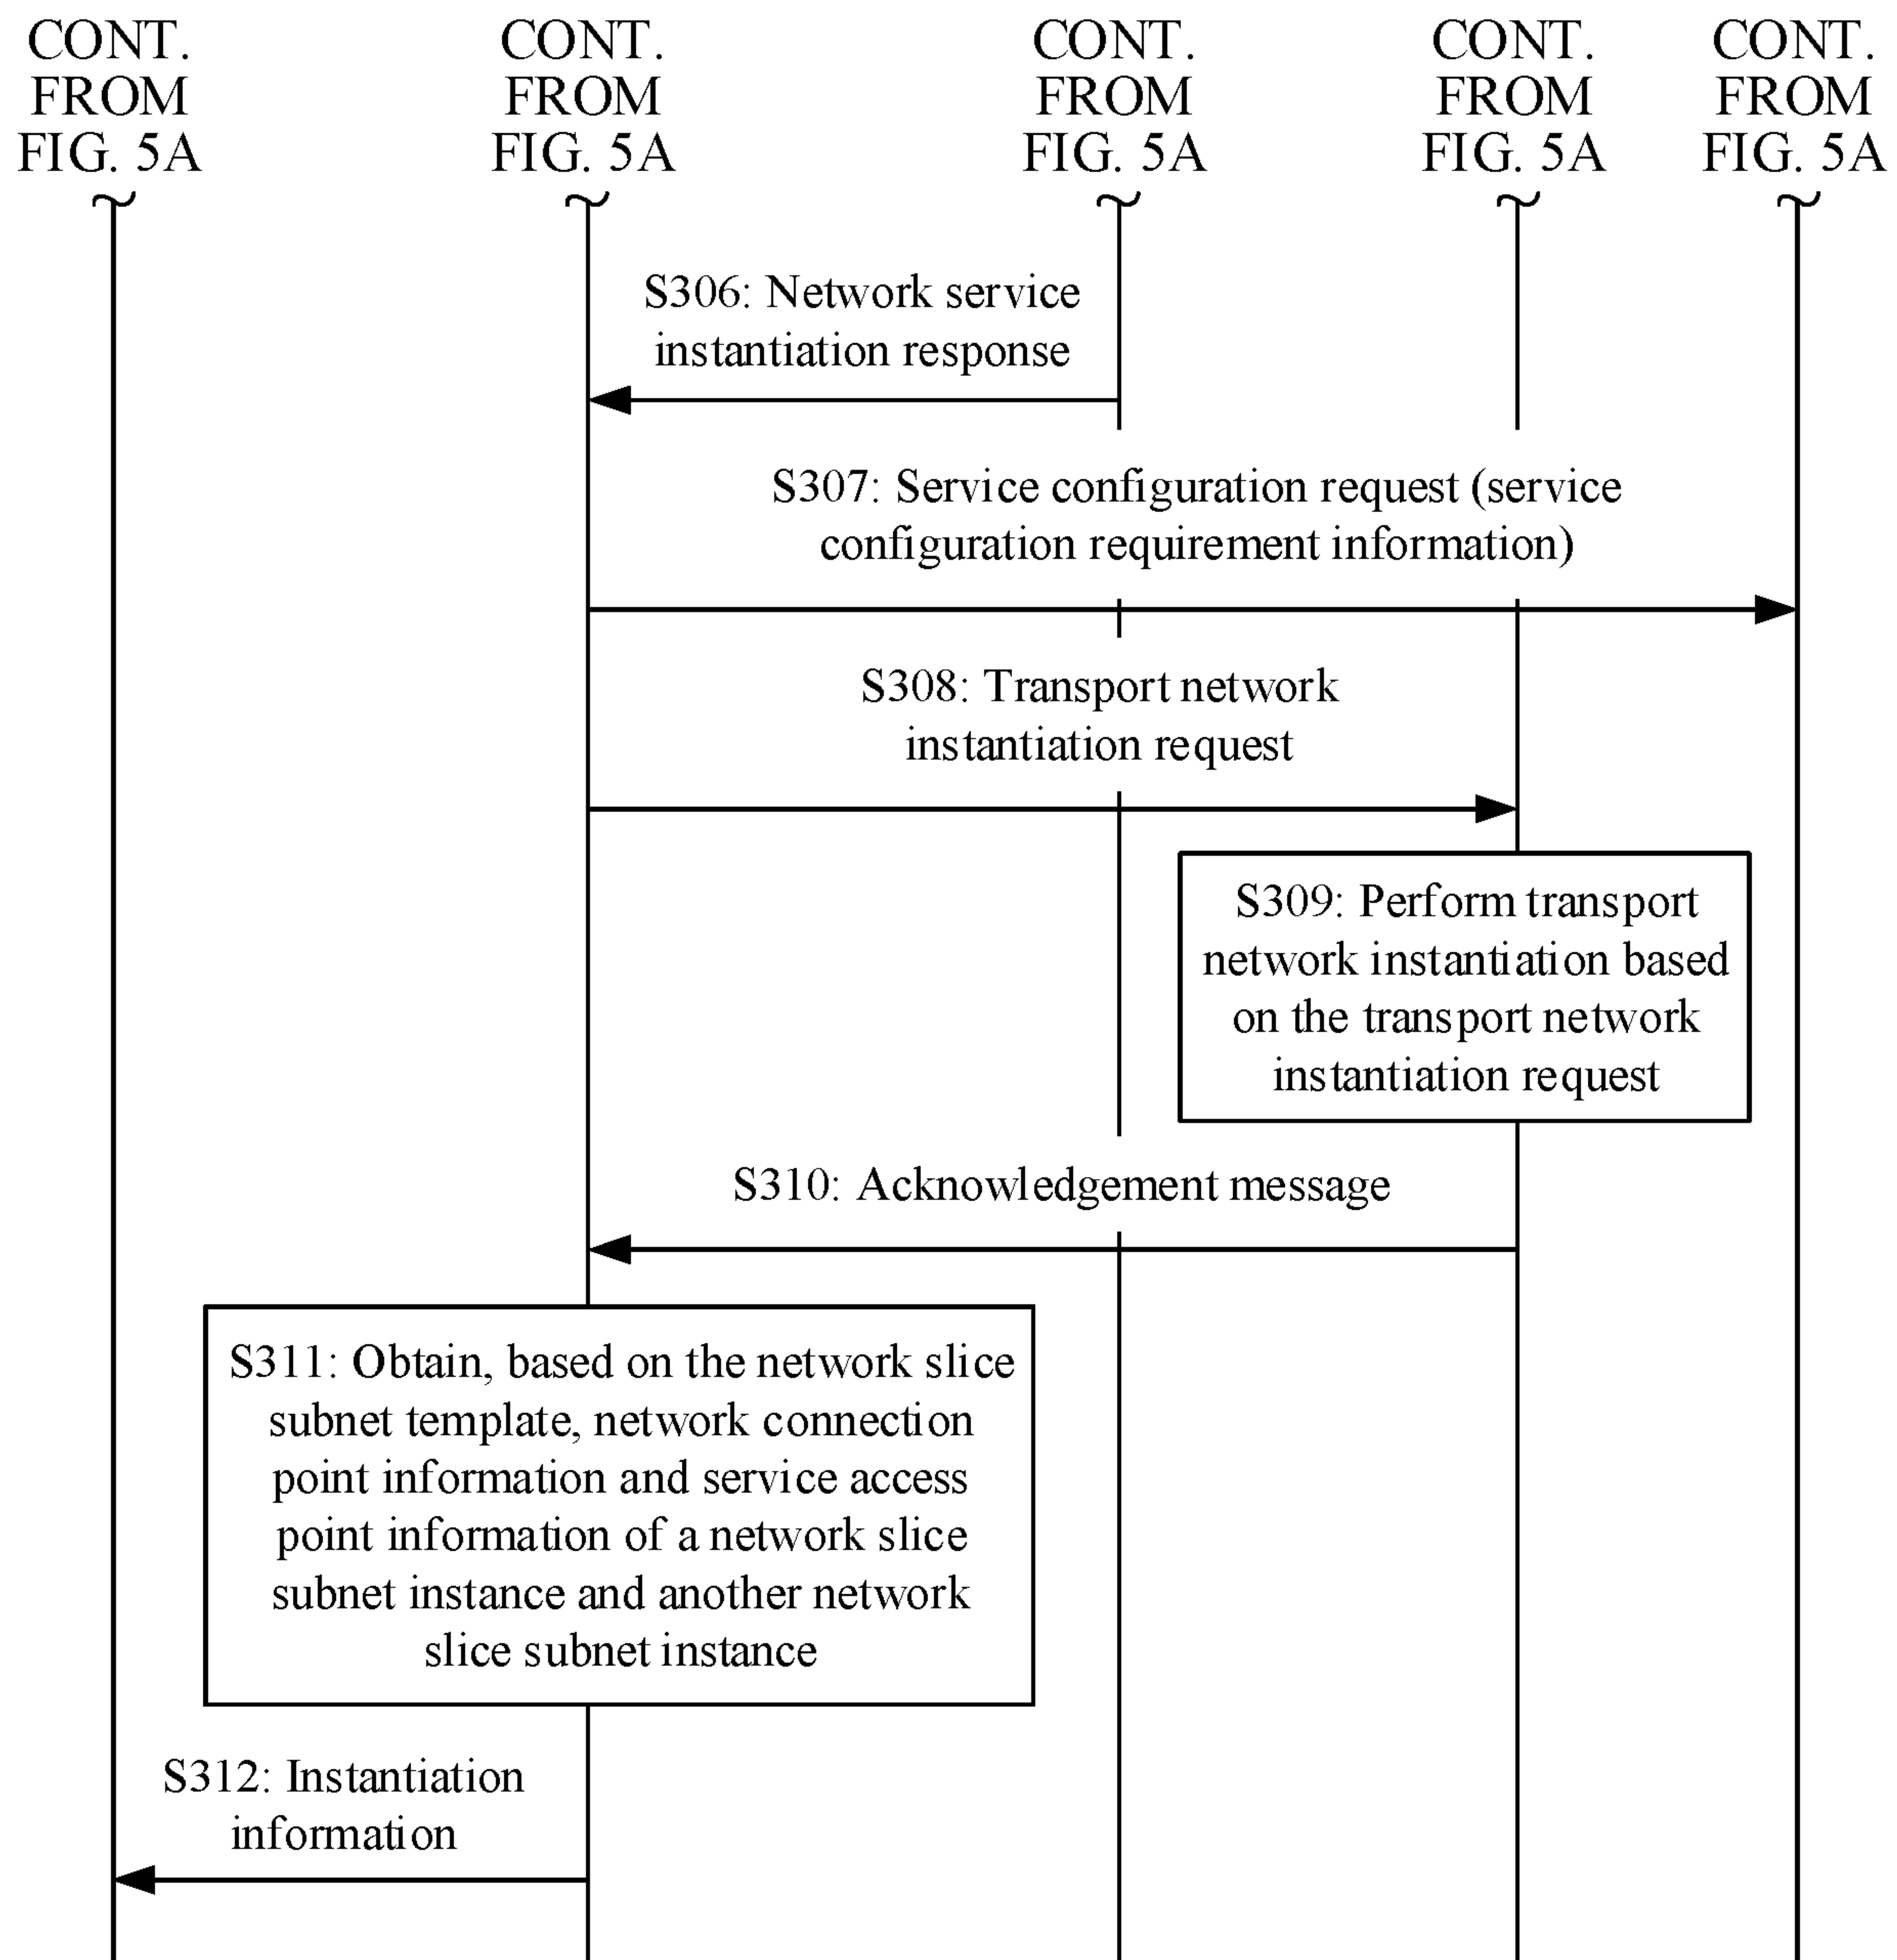 CONT.
FROM
FIG. 5A
CONT.
FROM
FIG. 5A
CONT.
FROM
FIG. 5A
CONT.
FROM
FIG. 5A
CONT.
FROM
FIG. 5A
S306: Network service
instantiation response
S307: Service configuration request (service
configuration requirement information)
S308: Transport network
instantiation request
S309: Perform transport
network instantiation based
on the transport network
instantiation request
S310: Acknowledgement message
S311: Obtain, based on the network slice
subnet template, network connection
point information and service access
point information of a network slice
subnet instance and another network
slice subnet instance
S312: Instantiation
information